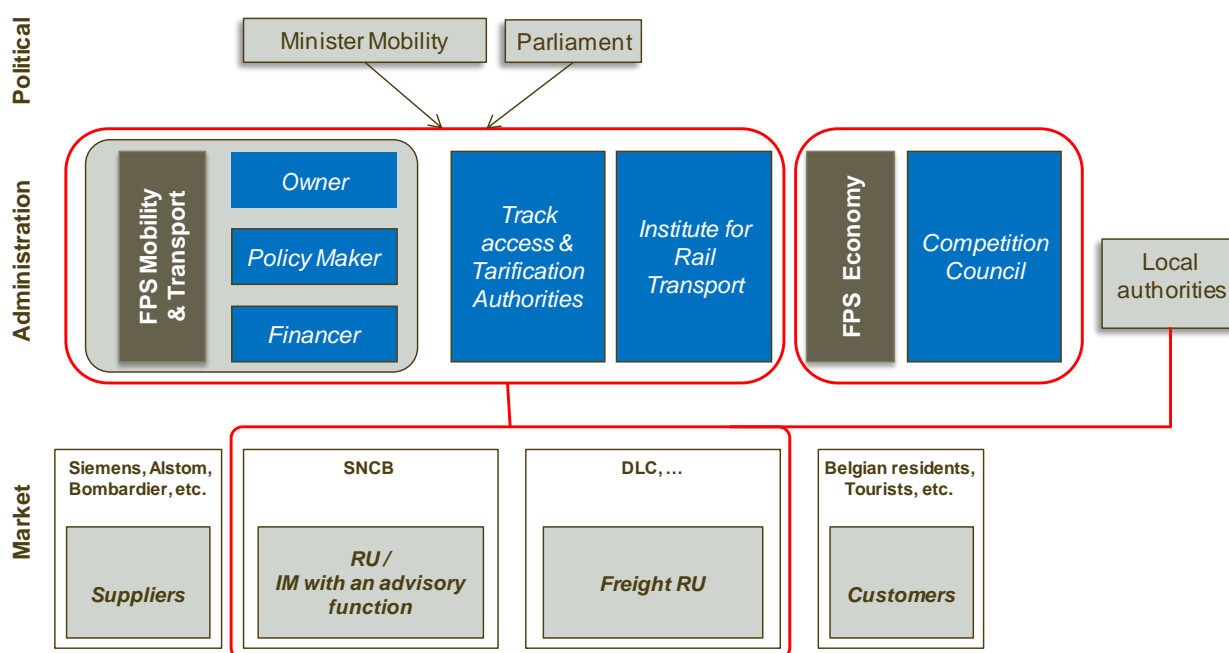 Political
Minister Mobility
Parliament
Administration
FPS Mobility
& Transport
Owner
Policy Maker
Financer
Track
access &
Tarification
Authorities
Institute for
Rail
Transport
FPS Economy
Competition
Council
Local
authorities
Market
Siemens, Alstom,
Bombardier, etc.
Suppliers
SNCB
RU /
IM with an advisory
function
DLC, …
Freight RU
Belgian residents,
Tourists, etc.
Customers